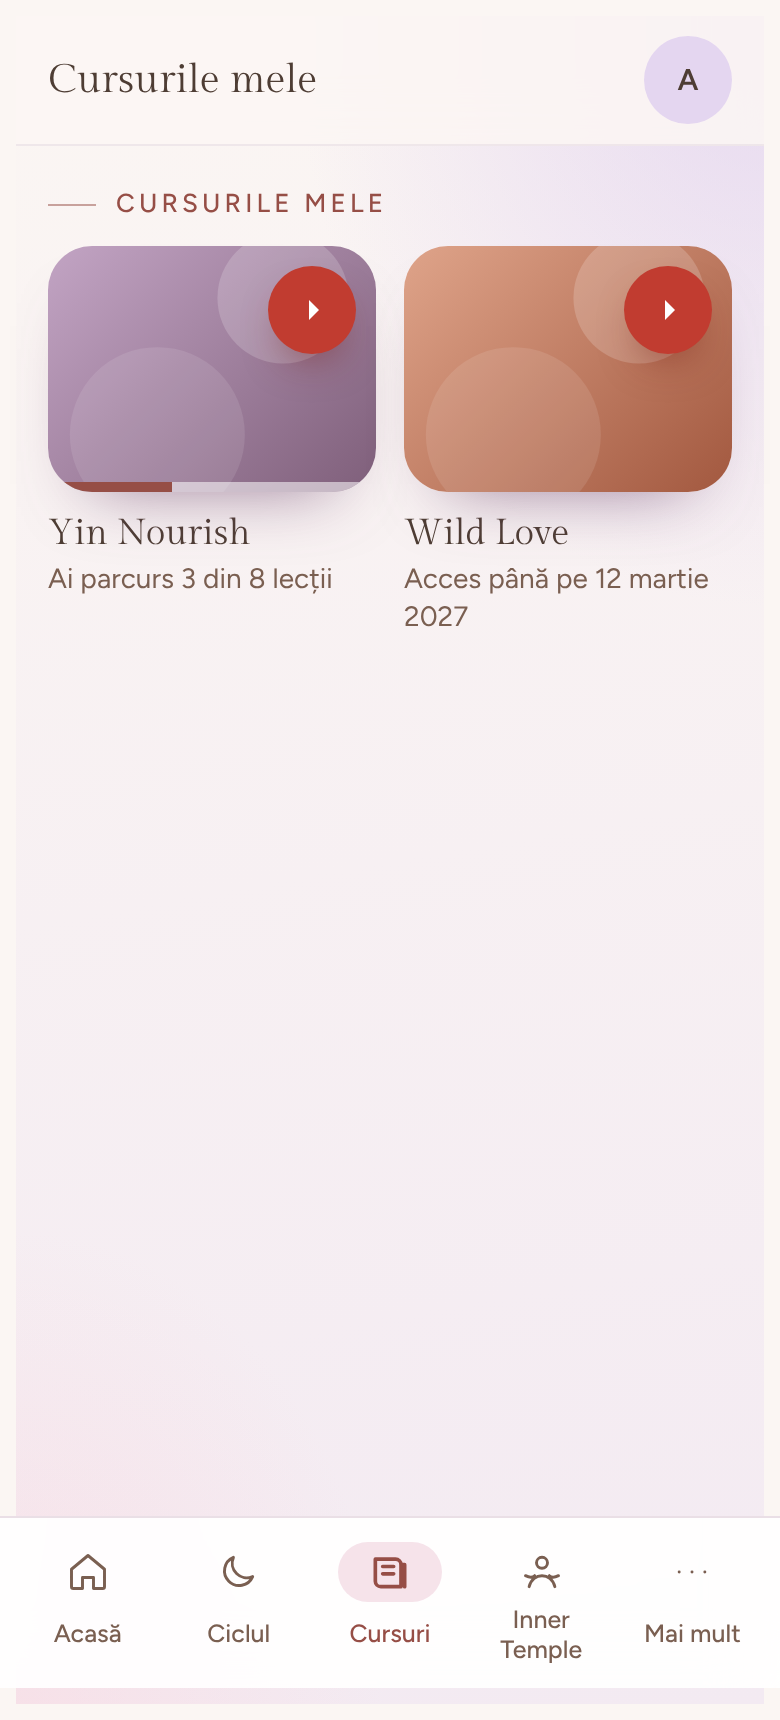 Cursurile mele
A
CURSURILE MELE
Yin Nourish
Ai parcurs 3 din 8 lecții
Wild Love
Acces până pe 12 martie
2027
Acasă
Ciclul
Cursuri
Inner
Temple
Mai mult